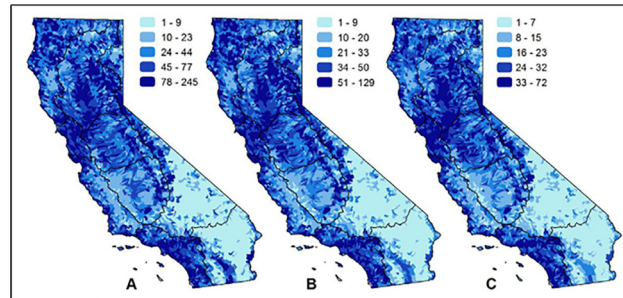 1 - 9
10 - 23
24 - 44
45 - 77
78 - 245
A
1 - 9
10 - 20
21 - 33
34 - 50
51 - 129
B
1 - 7
8 - 15
16 - 23
24 - 32
33 - 72
C